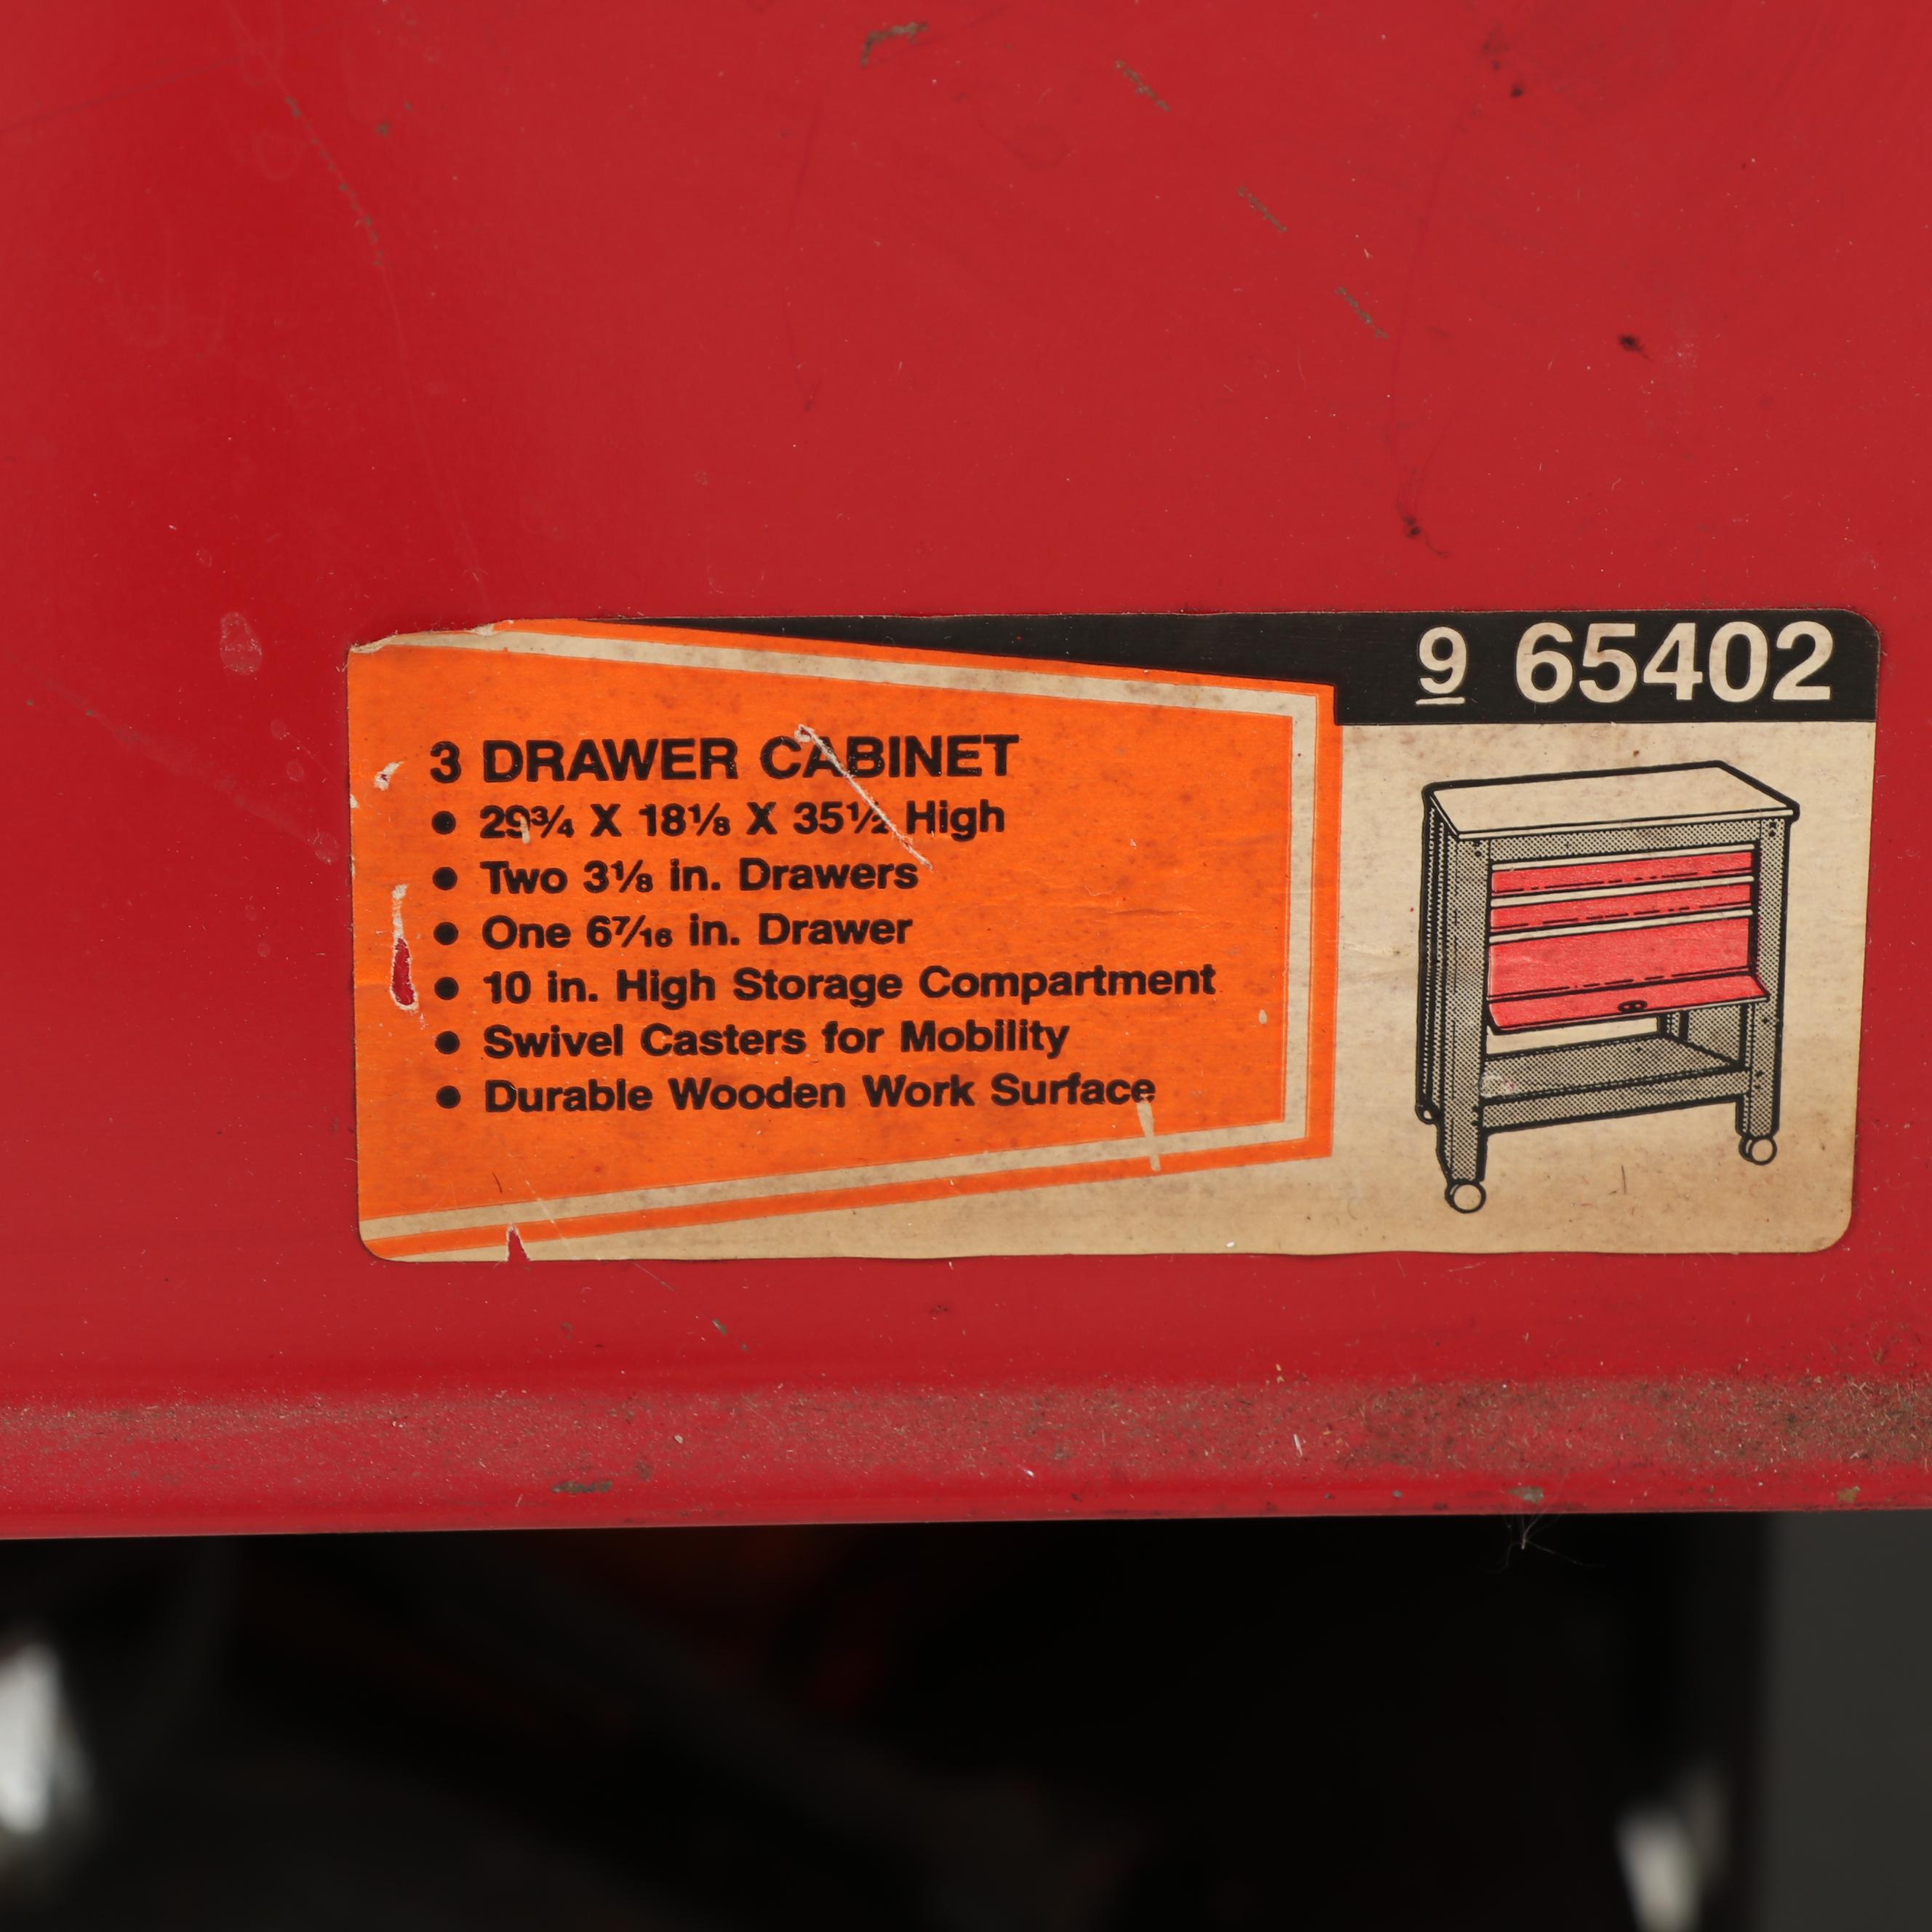 9 65402
3 DRAWER CABINET
● 29¾ X 18⅛ X 35½ High
● Two 3⅛ in. Drawers
● One 6⁷⁄₁₆ in. Drawer
● 10 in. High Storage Compartment
● Swivel Casters for Mobility
● Durable Wooden Work Surface